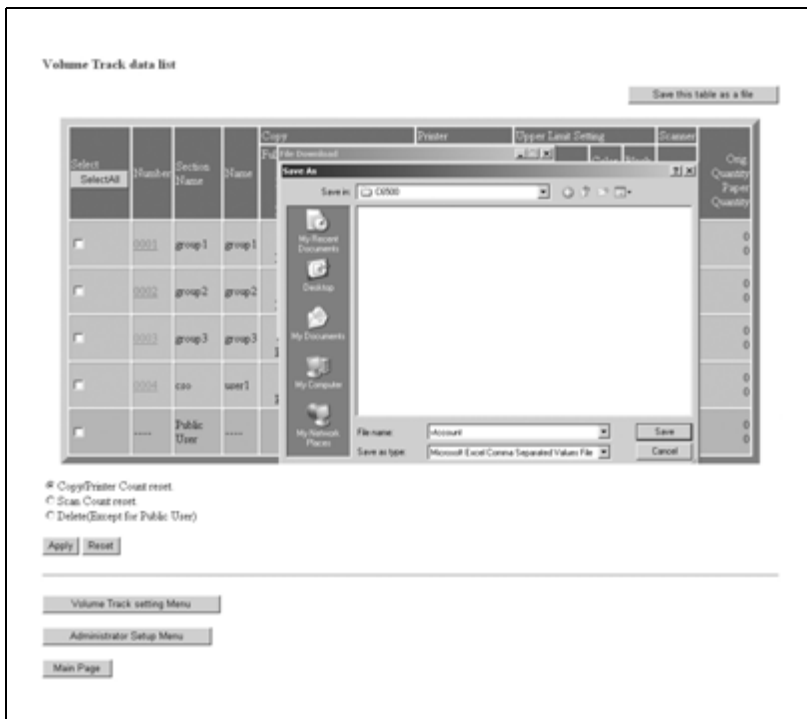 Volume Track data list
Save this table as a file
Copy Printer Upper Limit Setting Scanner
Select
SelectAll
Number
Section
Name
Name
File Download
Orig.
Quantity
Paper
Quantity
Save As
Save in: C6500
My Recent
Documents
Desktop
My Documents
My Computer
My Network
Places
0001 group1 group1 0
0
0002 group2 group2 0
0
0003 group3 group3 0
0
0004 cso user1 0
0
---- Public
User ---- 0
0
File name:
Save
Save as type: Microsoft Excel Comma Separated Values File
Cancel
Copy/Printer Count reset.
Scan Count reset.
Delete(Except for Public User)
Apply Reset
Volume Track setting Menu
Administrator Setup Menu
Main Page